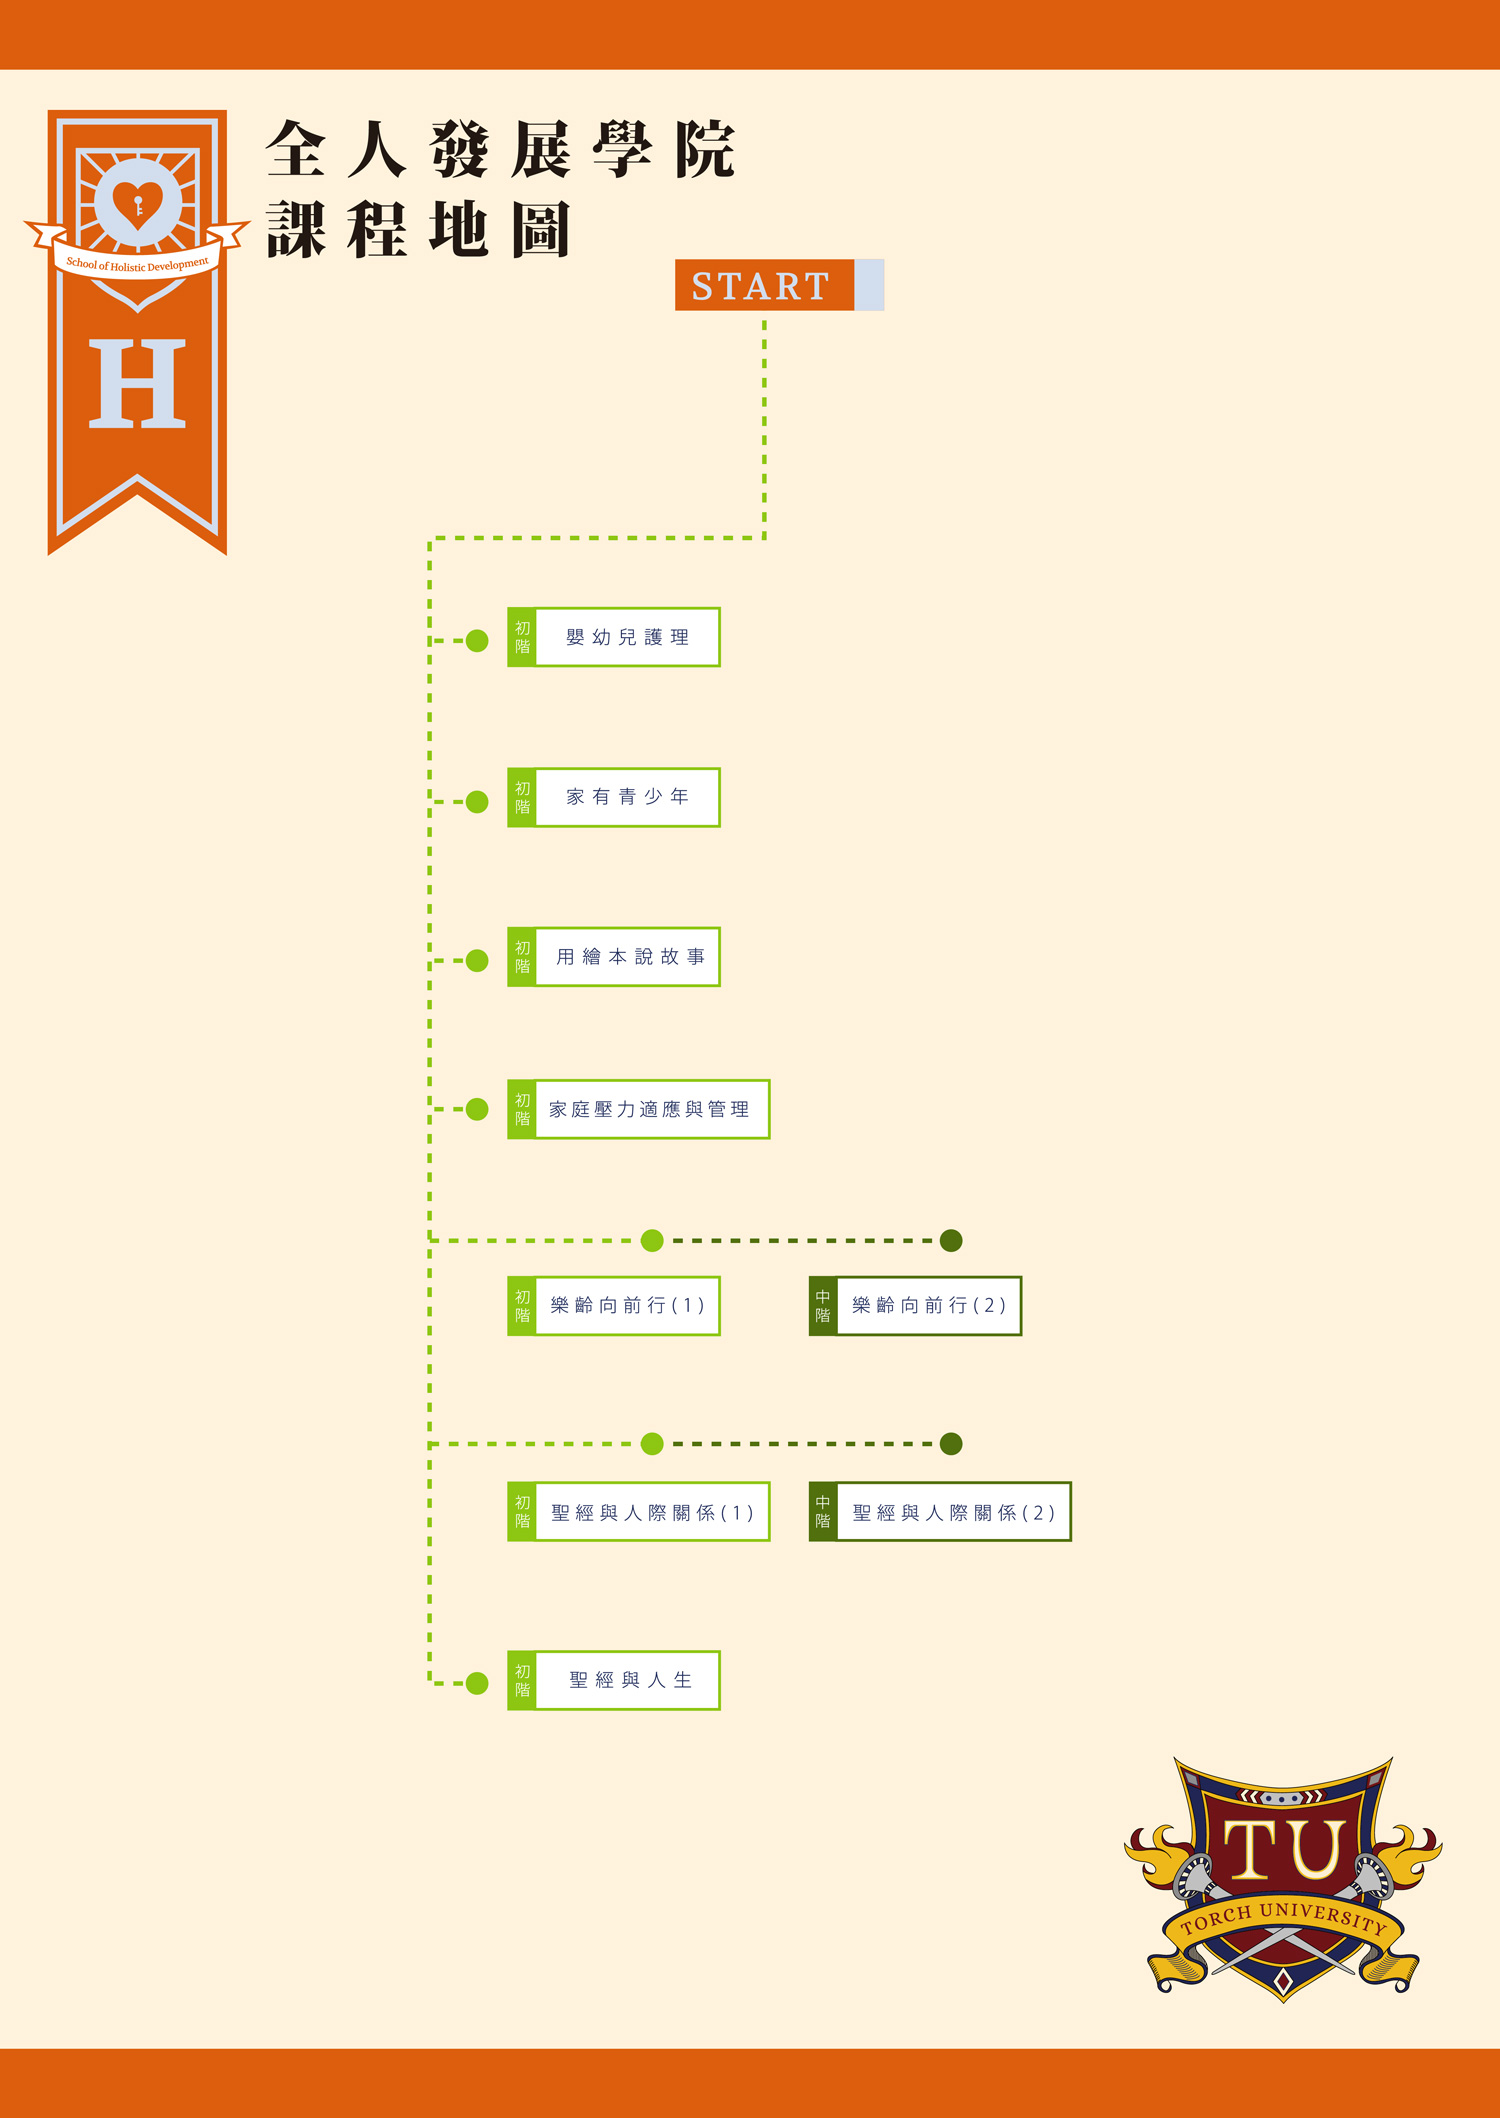 全人發展學院
課程地圖
School of Holistic Development
H
START
初階
嬰幼兒護理
初階
家有青少年
初階
用繪本說故事
初階
家庭壓力適應與管理
初階
樂齡向前行(1)
中階
樂齡向前行(2)
初階
聖經與人際關係(1)
中階
聖經與人際關係(2)
初階
聖經與人生
TU
TORCH UNIVERSITY